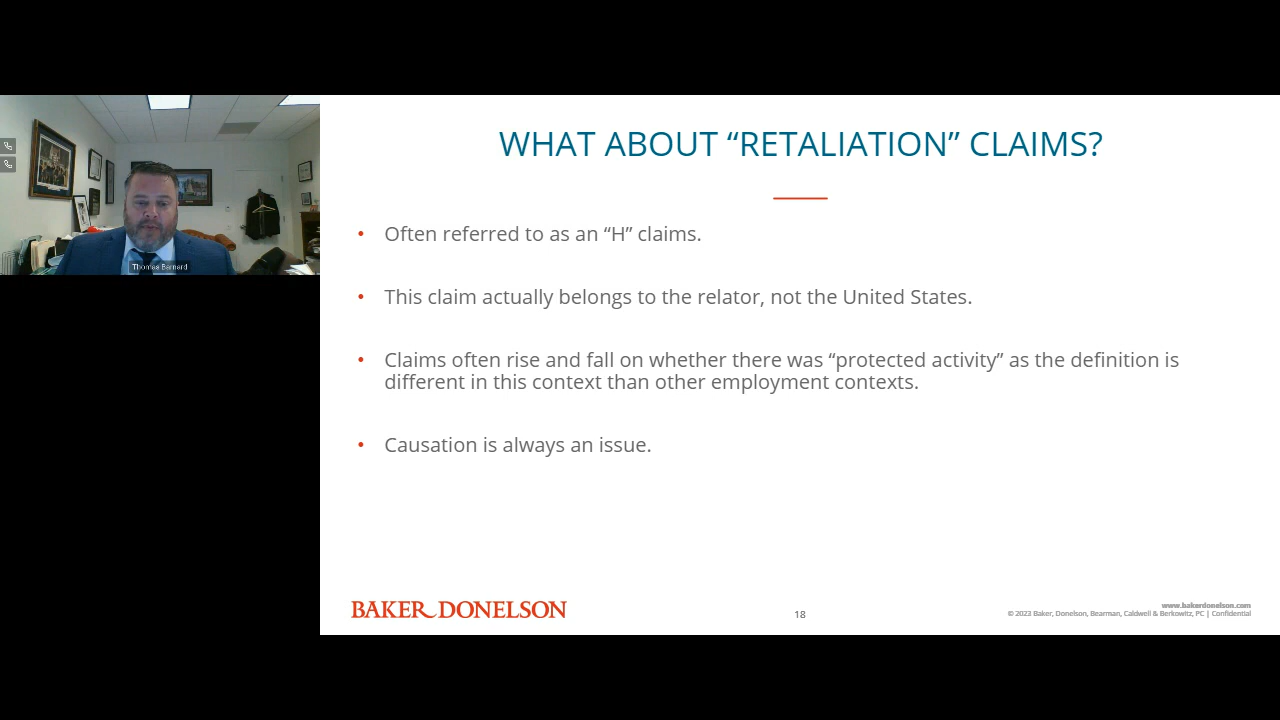 WHAT ABOUT “RETALIATION” CLAIMS?
• Often referred to as an “H” claims.
• This claim actually belongs to the relator, not the United States.
• Claims often rise and fall on whether there was “protected activity” as the definition is
different in this context than other employment contexts.
• Causation is always an issue.
Thomas Barnard
BAKER DONELSON
18
www.bakerdonelson.com
© 2023 Baker, Donelson, Bearman, Caldwell & Berkowitz, PC | Confidential